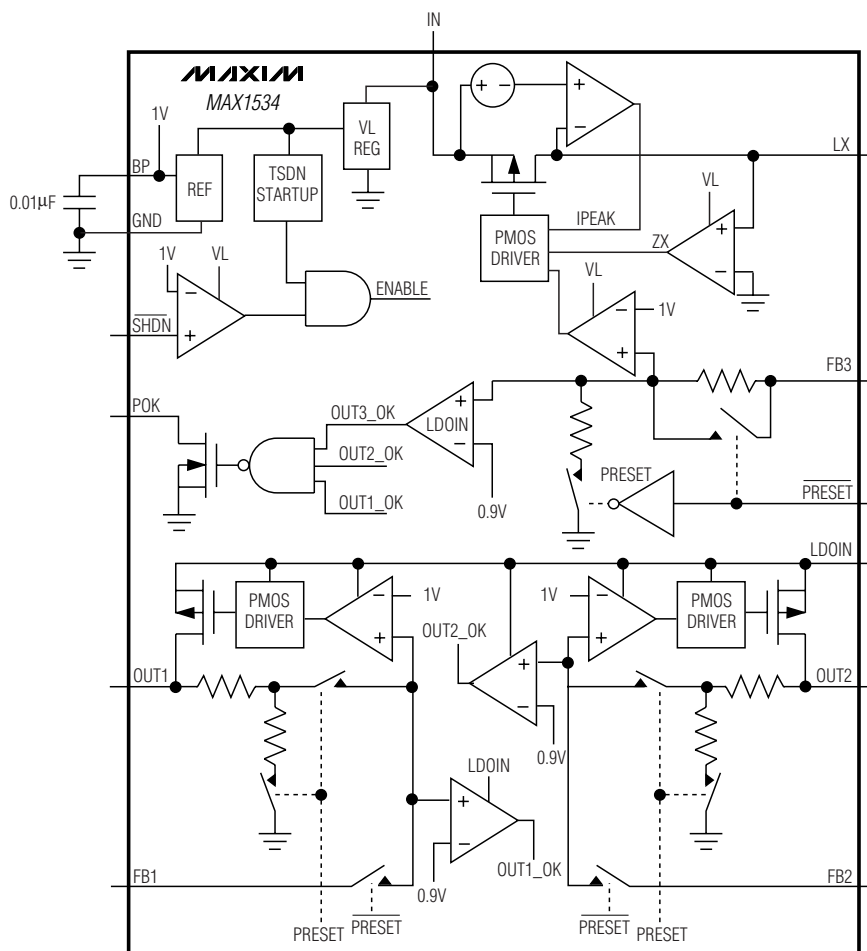 IN
MAXIM
MAX1534
1V
VL
REG
BP
LX
REF
TSDN
STARTUP
0.01µF
GND
VL
IPEAK
PMOS
DRIVER
ZX
1V
VL
ENABLE
VL
1V
SHDN
FB3
POK
OUT3_OK
LDOIN
OUT2_OK
OUT1_OK
0.9V
PRESET
PRESET
LDOIN
PMOS
DRIVER
1V
1V
PMOS
DRIVER
OUT2_OK
OUT1
OUT2
0.9V
LDOIN
FB1
0.9V
OUT1_OK
FB2
PRESET
PRESET
PRESET
PRESET